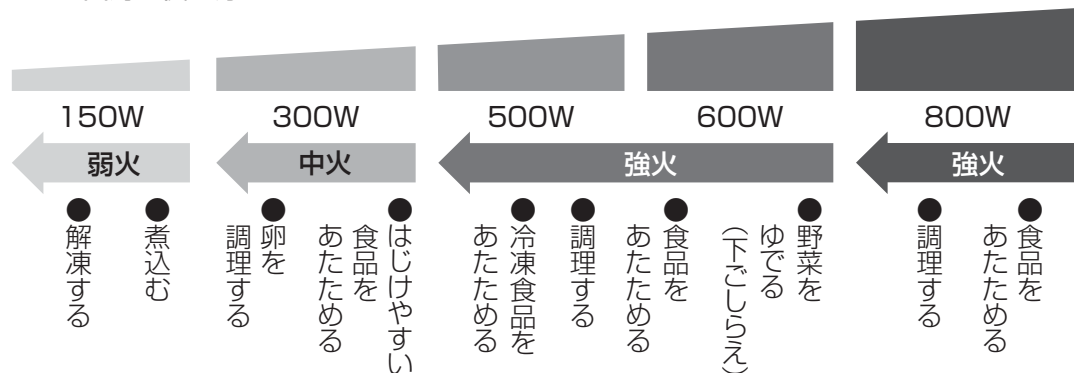 150W
300W
500W
600W
800W
弱火
中火
強火
強火
●煮込む
●解凍する
●はじけやすい
食品を
あたためる
●卵を
調理する
●野菜を
ゆでる
(下ごしらえ)
●食品を
あたためる
●調理する
●冷凍食品を
あたためる
●食品を
あたためる
●調理する